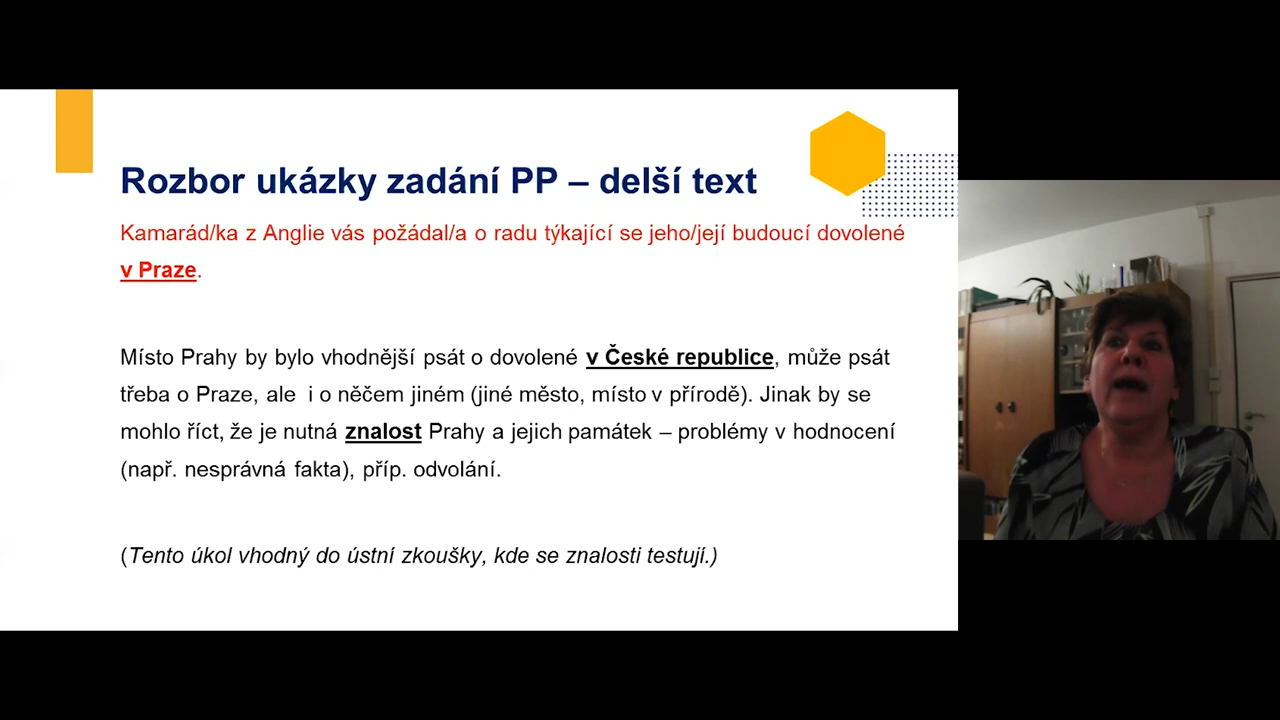 Rozbor ukázky zadání PP – delší text
Kamarád/ka z Anglie vás požádal/a o radu týkající se jeho/její budoucí dovolené
v Praze.
Místo Prahy by bylo vhodnější psát o dovolené v České republice, může psát
třeba o Praze, ale i o něčem jiném (jiné město, místo v přírodě). Jinak by se
mohlo říct, že je nutná znalost Prahy a jejich památek – problémy v hodnocení
(např. nesprávná fakta), příp. odvolání.
(Tento úkol vhodný do ústní zkoušky, kde se znalosti testují.)